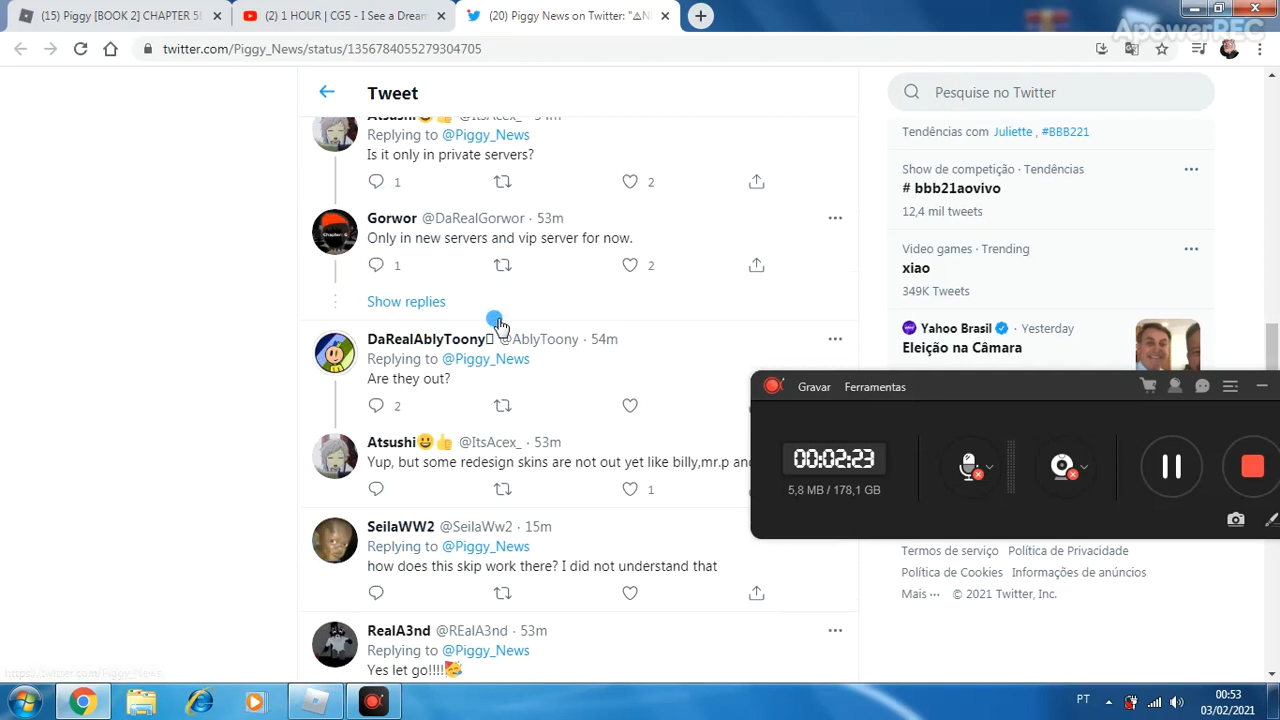 (15) Piggy [BOOK 2] CHAPTER 5
(2) 1 HOUR | CG5 - I See a Dream
(20) Piggy News on Twitter: "⚠N
ApowerREC
twitter.com/Piggy_News/status/1356784055279304705
Tweet
Pesquise no Twitter
Atsushi😀👍 @ItsAcex_ · 54m
Replying to @Piggy_News
Is it only in private servers?
1
2
Gorwor @DaRealGorwor · 53m
Only in new servers and vip server for now.
1
2
Show replies
DaRealAblyToony @AblyToony · 54m
Replying to @Piggy_News
Are they out?
2
Atsushi😀👍 @ItsAcex_ · 53m
Yup, but some redesign skins are not out yet like billy,mr.p and
1
SeilaWW2 @SeilaWw2 · 15m
Replying to @Piggy_News
how does this skip work there? I did not understand that
RealA3nd @REalA3nd · 53m
Replying to @Piggy_News
Yes let go!!!!🥳
Tendências com Juliette , #BBB221
Show de competição · Tendências
# bbb21aovivo
12,4 mil tweets
Video games · Trending
xiao
349K Tweets
Yahoo Brasil · Yesterday
Eleição na Câmara
Gravar Ferramentas
00:02:23
5,8 MB / 178,1 GB
Termos de serviço Política de Privacidade
Política de Cookies Informações de anúncios
Mais ··· © 2021 Twitter, Inc.
https://twitter.com/Piggy_News
PT
00:53
03/02/2021